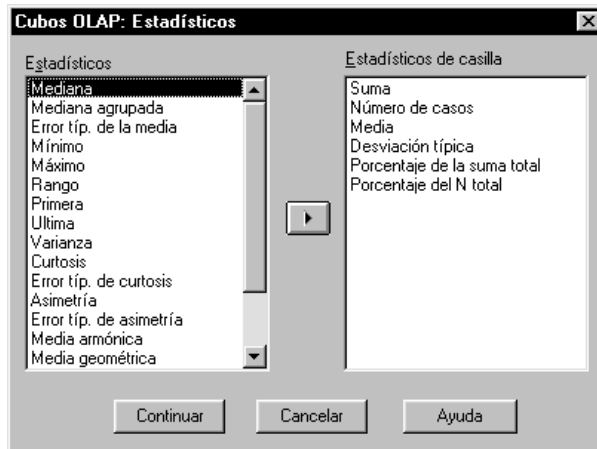 Cubos OLAP: Estadísticos
Estadísticos
Mediana
Mediana agrupada
Error típ. de la media
Mínimo
Máximo
Rango
Primera
Ultima
Varianza
Curtosis
Error típ. de curtosis
Asimetría
Error típ. de asimetría
Media armónica
Media geométrica
Estadísticos de casilla
Suma
Número de casos
Media
Desviación típica
Porcentaje de la suma total
Porcentaje del N total
Continuar
Cancelar
Ayuda